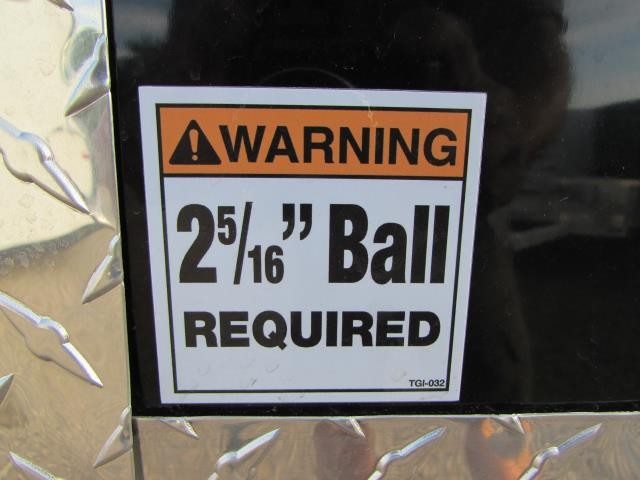 WARNING
2 5/16” Ball
REQUIRED
TGI-032